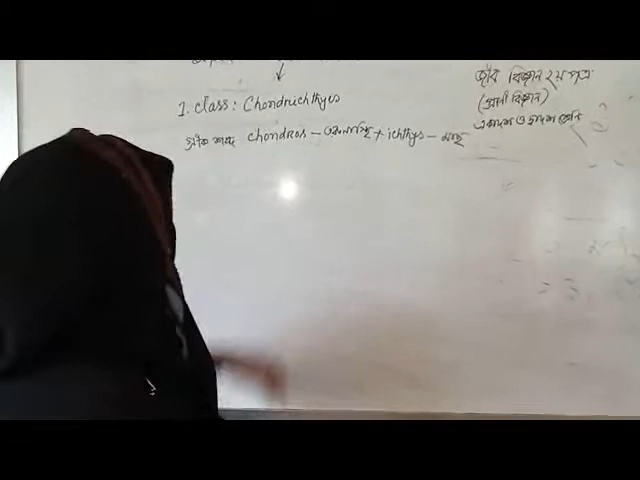 জীব বিজ্ঞান ২য় পত্র
(প্রাণী বিজ্ঞান)
একাদশ ও দ্বাদশ শ্রেণি
1. class: Chondrichthyes
গ্রীক শব্দ chondros - তরুণাস্থি + ichthys - মাছ